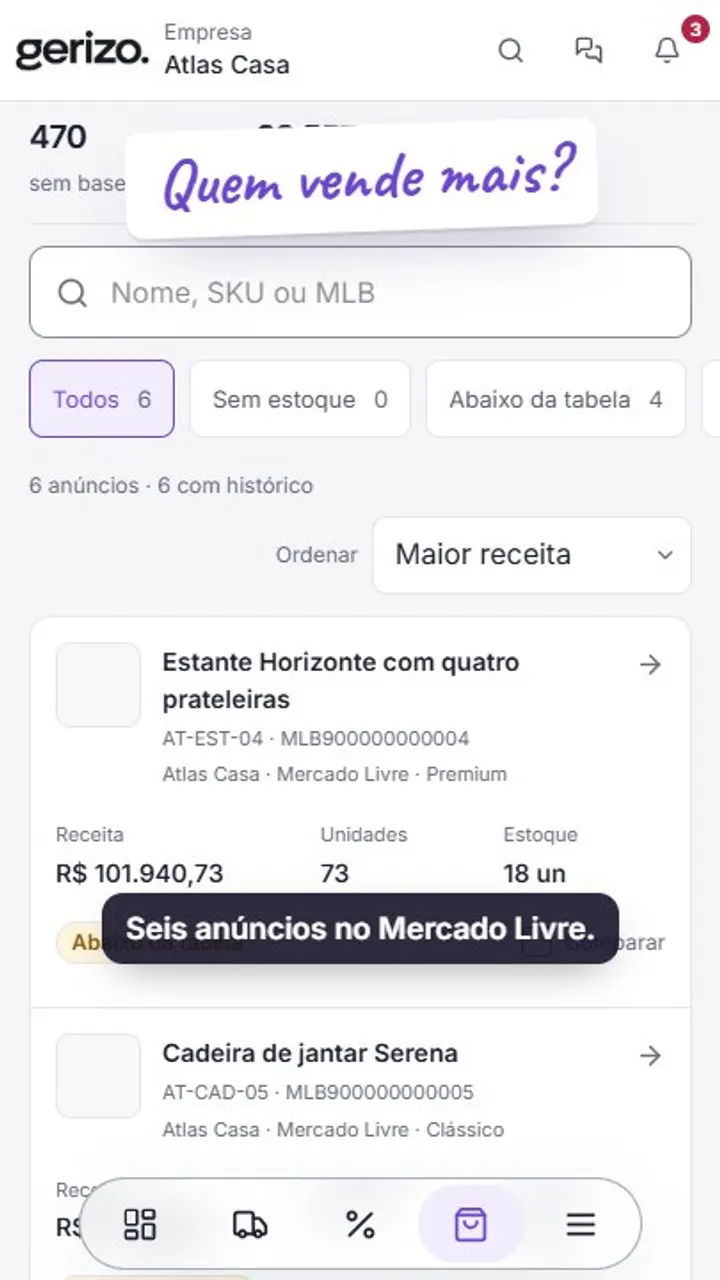 gerizo.
Empresa
Atlas Casa
3
470
sem base
Quem vende mais?
Nome, SKU ou MLB
Todos 6
Sem estoque 0
Abaixo da tabela 4
6 anúncios · 6 com histórico
Ordenar
Maior receita
Estante Horizonte com quatro
prateleiras
AT-EST-04 · MLB900000000004
Atlas Casa · Mercado Livre · Premium
Receita Unidades Estoque
R$ 101.940,73 73 18 un
Seis anúncios no Mercado Livre.
Cadeira de jantar Serena
AT-CAD-05 · MLB900000000005
Atlas Casa · Mercado Livre · Clássico